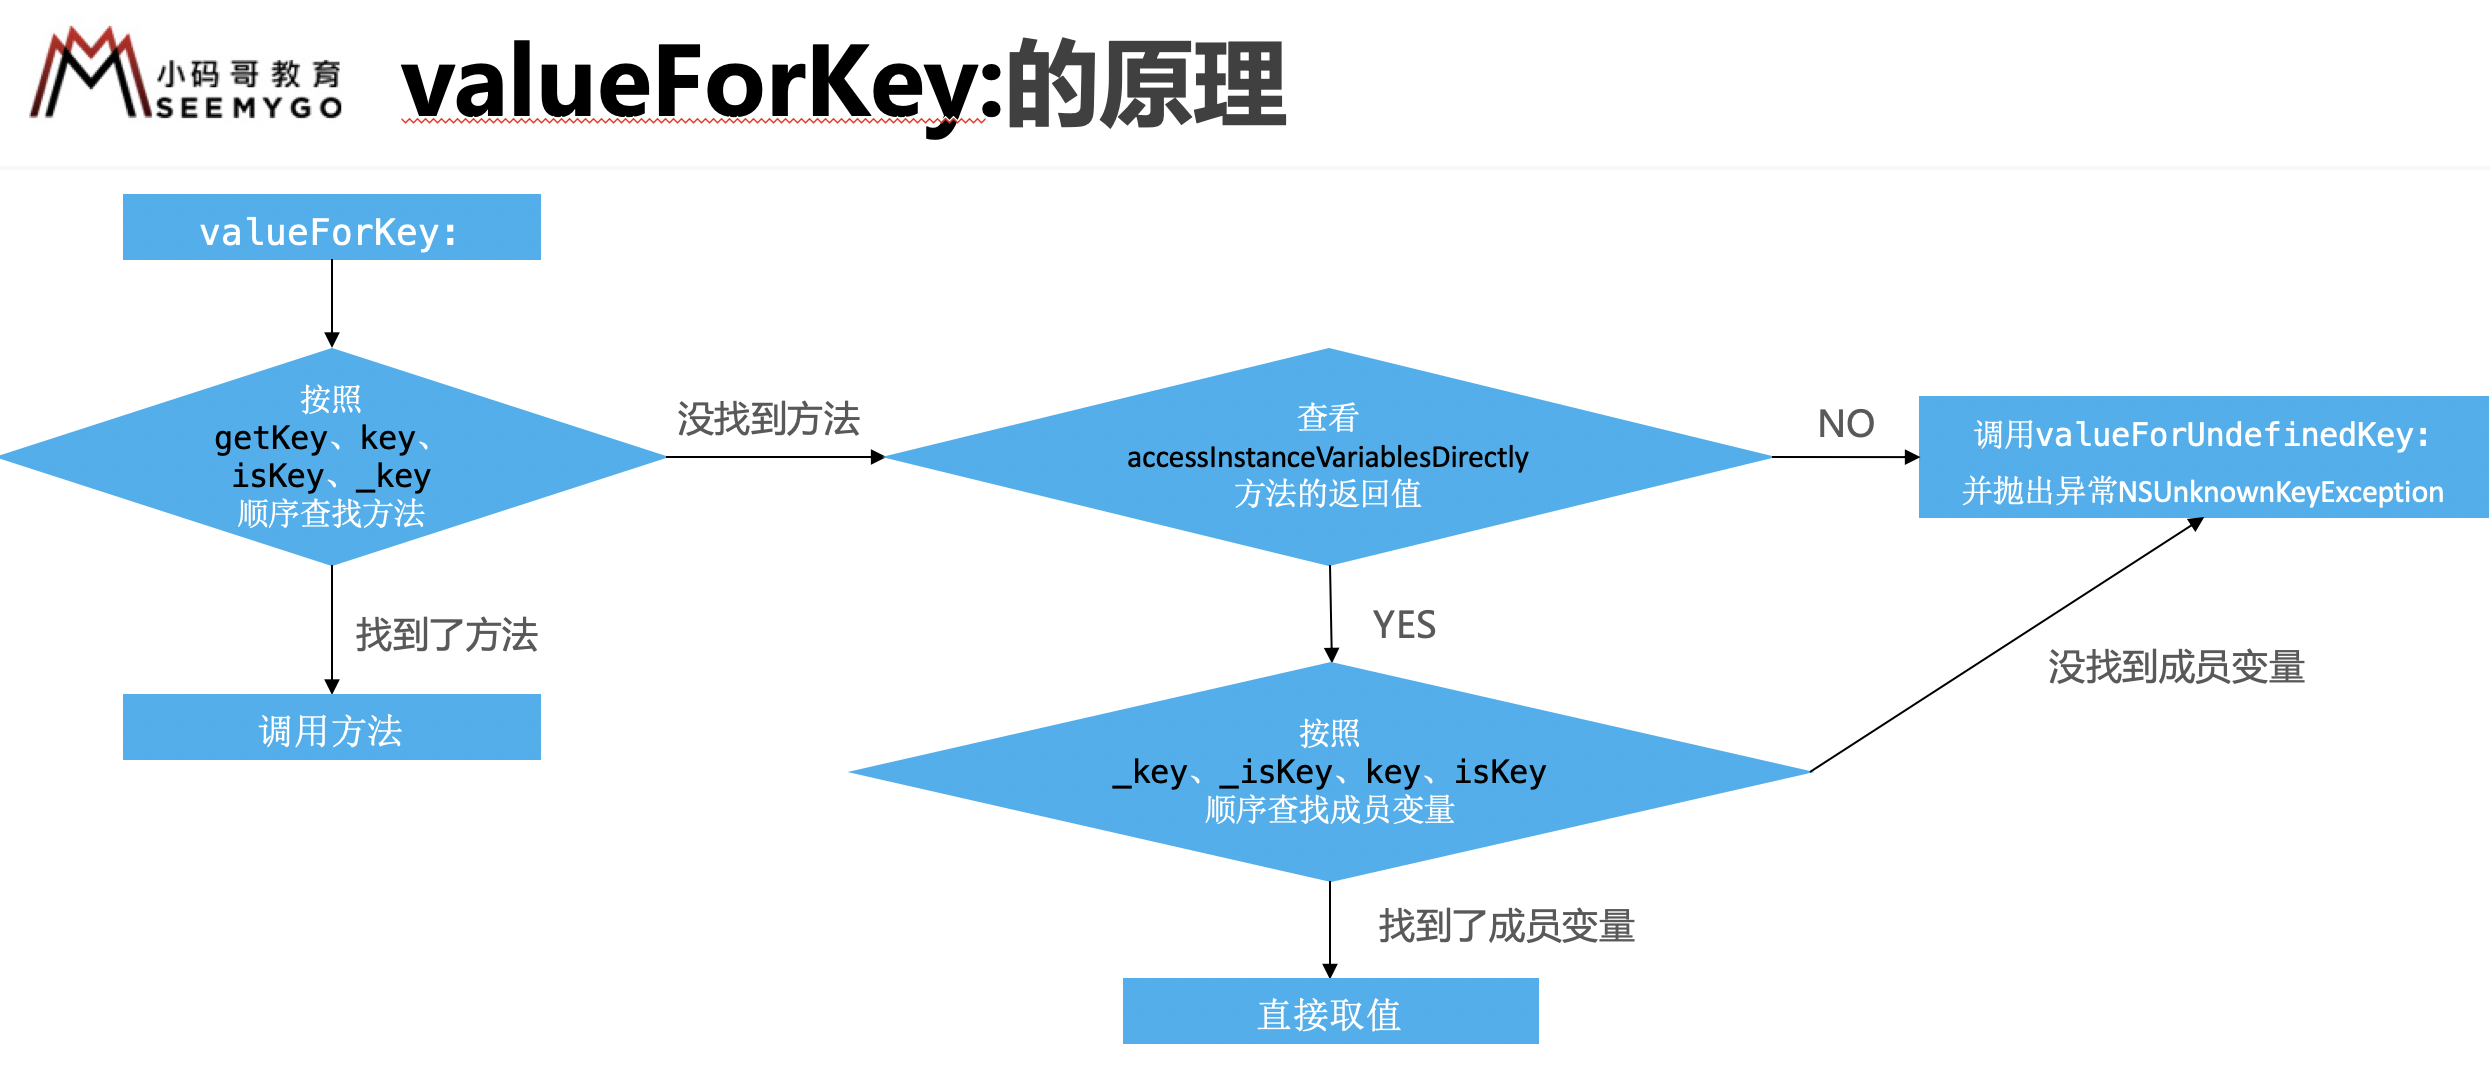 小码哥教育
SEEMYGO
valueForKey:的原理
valueForKey:
按照
getKey、key、
isKey、_key
顺序查找方法
没找到方法
查看
accessInstanceVariablesDirectly
方法的返回值
NO
调用valueForUndefinedKey:
并抛出异常NSUnknownKeyException
找到了方法
YES
没找到成员变量
调用方法
按照
_key、_isKey、key、isKey
顺序查找成员变量
找到了成员变量
直接取值